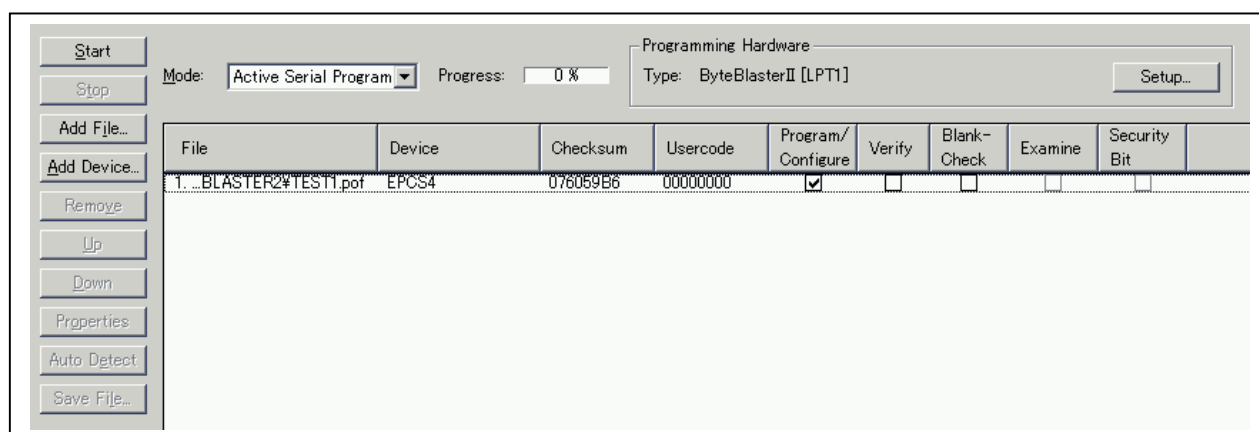 Start
Stop
Add File...
Add Device...
Remove
Up
Down
Properties
Auto Detect
Save File...
Mode: Active Serial Program Progress: 0 %
Programming Hardware
Type: ByteBlasterII [LPT1] Setup...
File Device Checksum Usercode Program/ Configure Verify Blank- Check Examine Security Bit
1. ...BLASTER2¥TEST1.pof EPCS4 076059B6 00000000